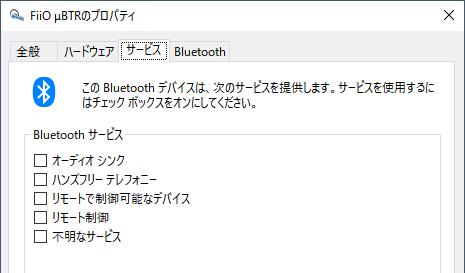 FiiO μBTRのプロパティ
全般
ハードウェア
サービス
Bluetooth
この Bluetooth デバイスは、次のサービスを提供します。サービスを使用するに
はチェック ボックスをオンにしてください。
Bluetooth サービス
オーディオ シンク
ハンズフリー テレフォニー
リモートで制御可能なデバイス
リモート制御
不明なサービス